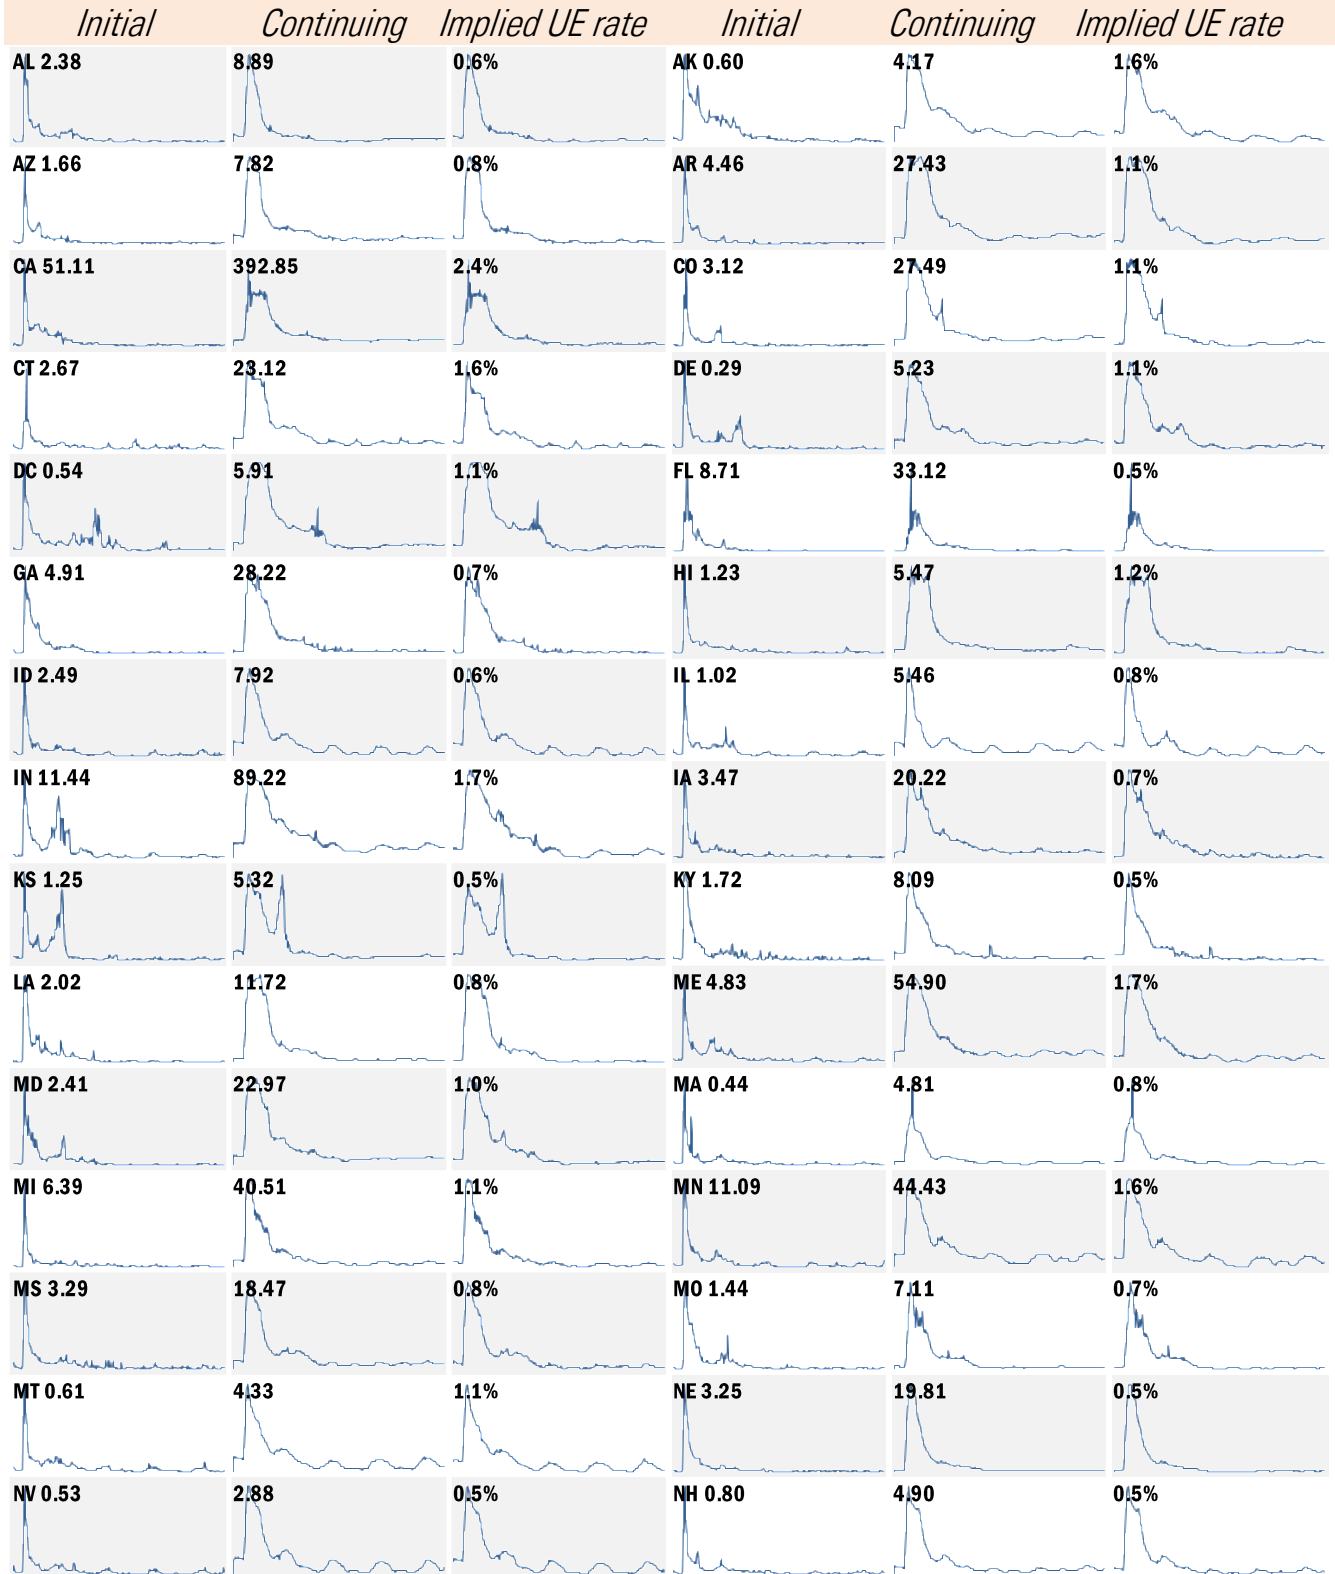 Initial Continuing Implied UE rate Initial Continuing Implied UE rate
AL 2.38 8.89 0.6% AK 0.60 4.17 1.6%
AZ 1.66 7.82 0.8% AR 4.46 27.43 1.1%
CA 51.11 392.85 2.4% CO 3.12 27.49 1.1%
CT 2.67 23.12 1.6% DE 0.29 5.23 1.1%
DC 0.54 5.91 1.1% FL 8.71 33.12 0.5%
GA 4.91 28.22 0.7% HI 1.23 5.47 1.2%
ID 2.49 7.92 0.6% IL 1.02 5.46 0.8%
IN 11.44 89.22 1.7% IA 3.47 20.22 0.7%
KS 1.25 5.32 0.5% KY 1.72 8.09 0.5%
LA 2.02 11.72 0.8% ME 4.83 54.90 1.7%
MD 2.41 22.97 1.0% MA 0.44 4.81 0.8%
MI 6.39 40.51 1.1% MN 11.09 44.43 1.6%
MS 3.29 18.47 0.8% MO 1.44 7.11 0.7%
MT 0.61 4.33 1.1% NE 3.25 19.81 0.5%
NV 0.53 2.88 0.5% NH 0.80 4.90 0.5%